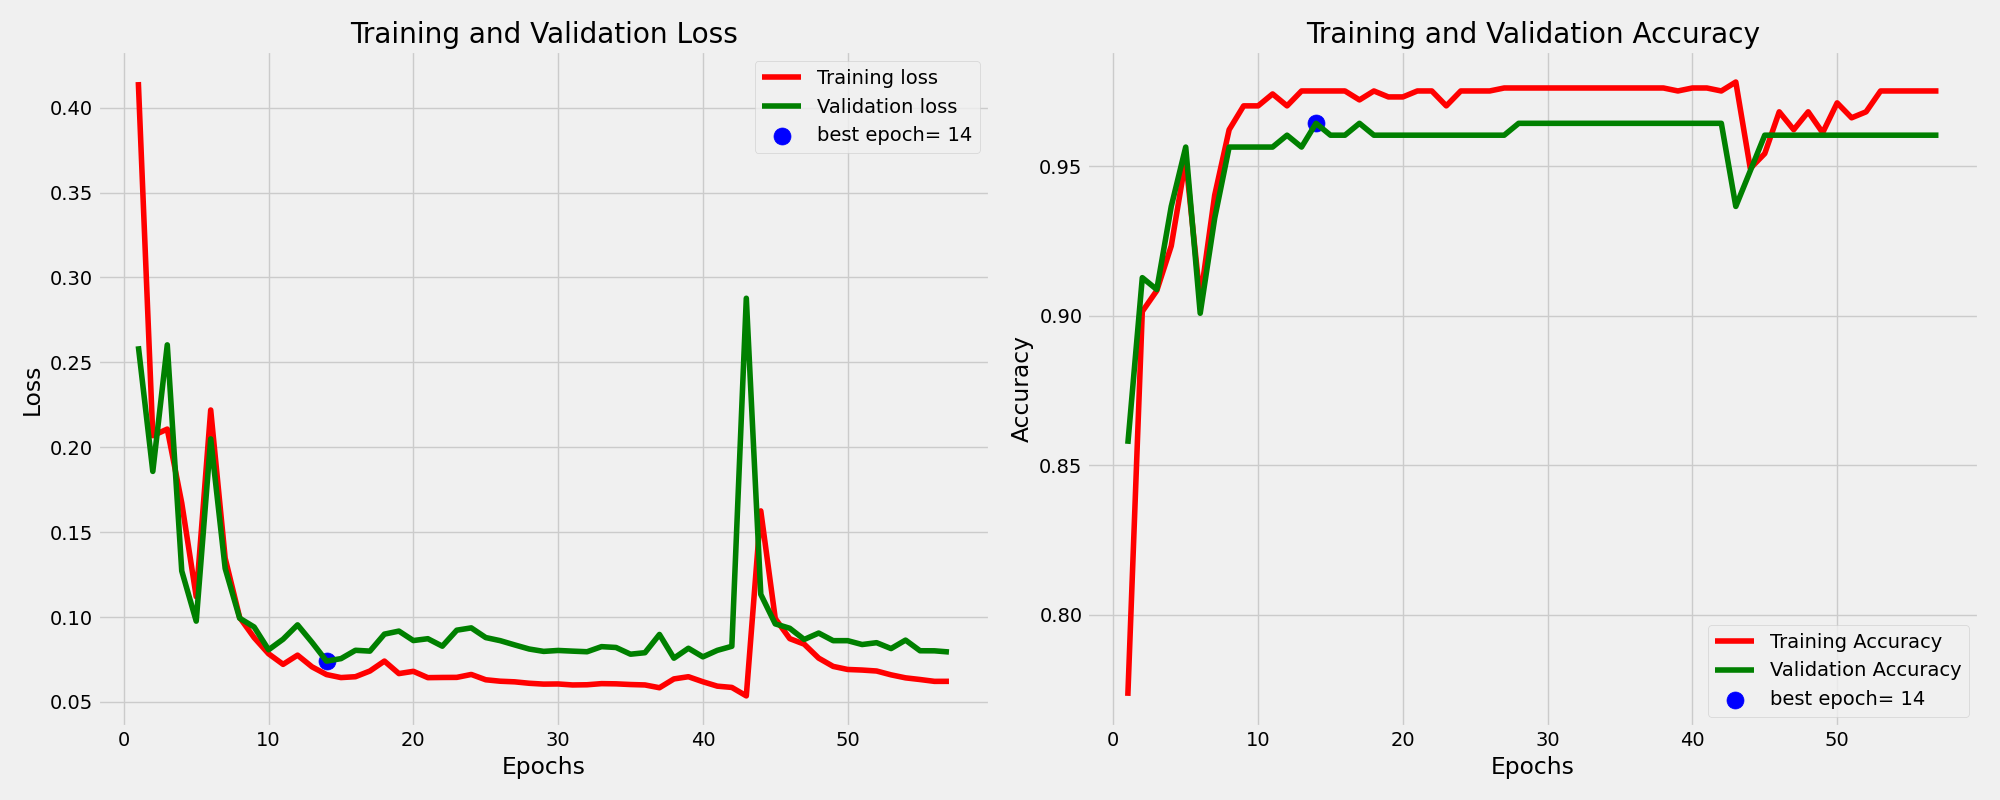 Training and Validation Loss
Training loss
Validation loss
best epoch= 14
Loss
0.40
0.35
0.30
0.25
0.20
0.15
0.10
0.05
0 10 20 30 40 50
Epochs
Training and Validation Accuracy
Accuracy
0.95
0.90
0.85
0.80
Training Accuracy
Validation Accuracy
best epoch= 14
0 10 20 30 40 50
Epochs